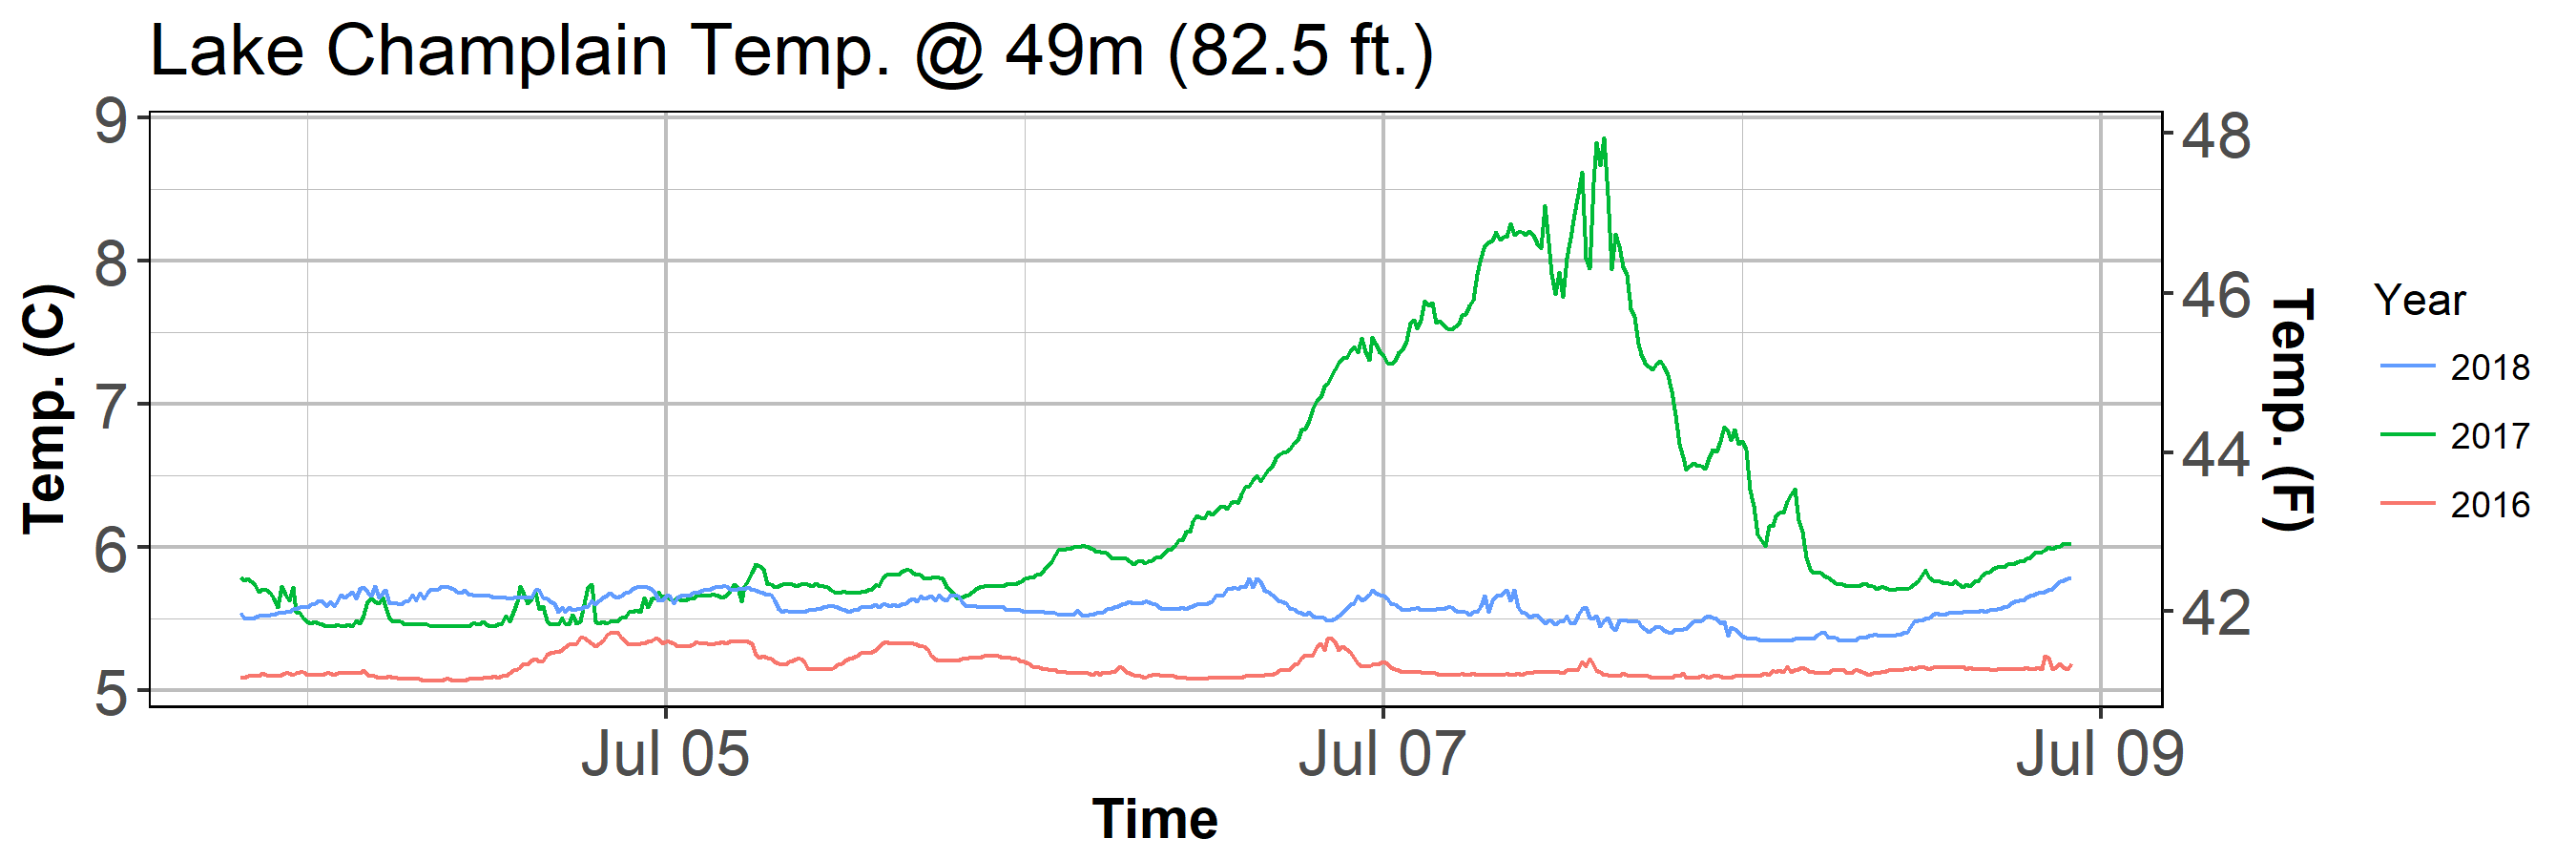 Lake Champlain Temp. @ 49m (82.5 ft.)
Temp. (C)
9
8
7
6
5
48
46
44
42
Temp. (F)
Jul 05
Jul 07
Jul 09
Time
Year
2018
2017
2016